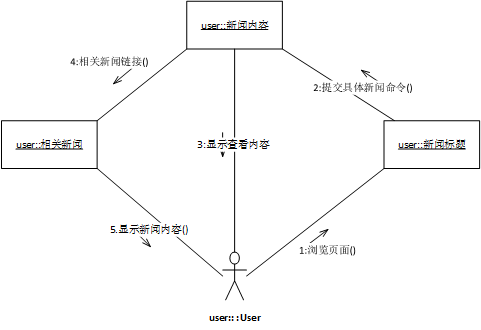 user::新闻内容
4:相关新闻链接()
2:提交具体新闻命令()
user::相关新闻
3:显示查看内容
user::新闻标题
5.显示新闻内容()
1:浏览页面()
user: :User